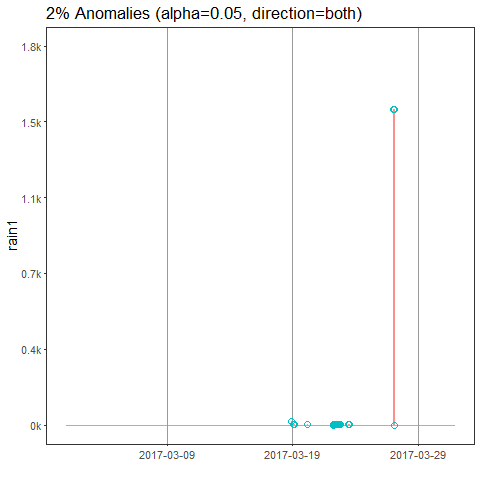 2% Anomalies (alpha=0.05, direction=both)
1.8k
1.5k
1.1k
0.7k
0.4k
0k
rain1
2017-03-09 2017-03-19 2017-03-29